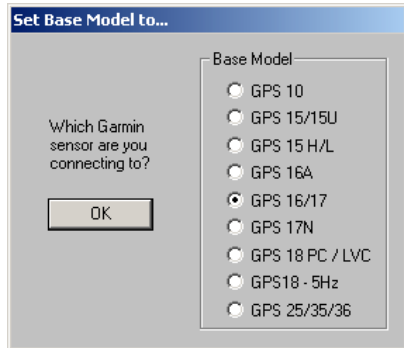 Set Base Model to...
Base Model
GPS 10
GPS 15/15U
GPS 15 H/L
GPS 16A
GPS 16/17
GPS 17N
GPS 18 PC / LVC
GPS18 - 5Hz
GPS 25/35/36
Which Garmin
sensor are you
connecting to?
OK